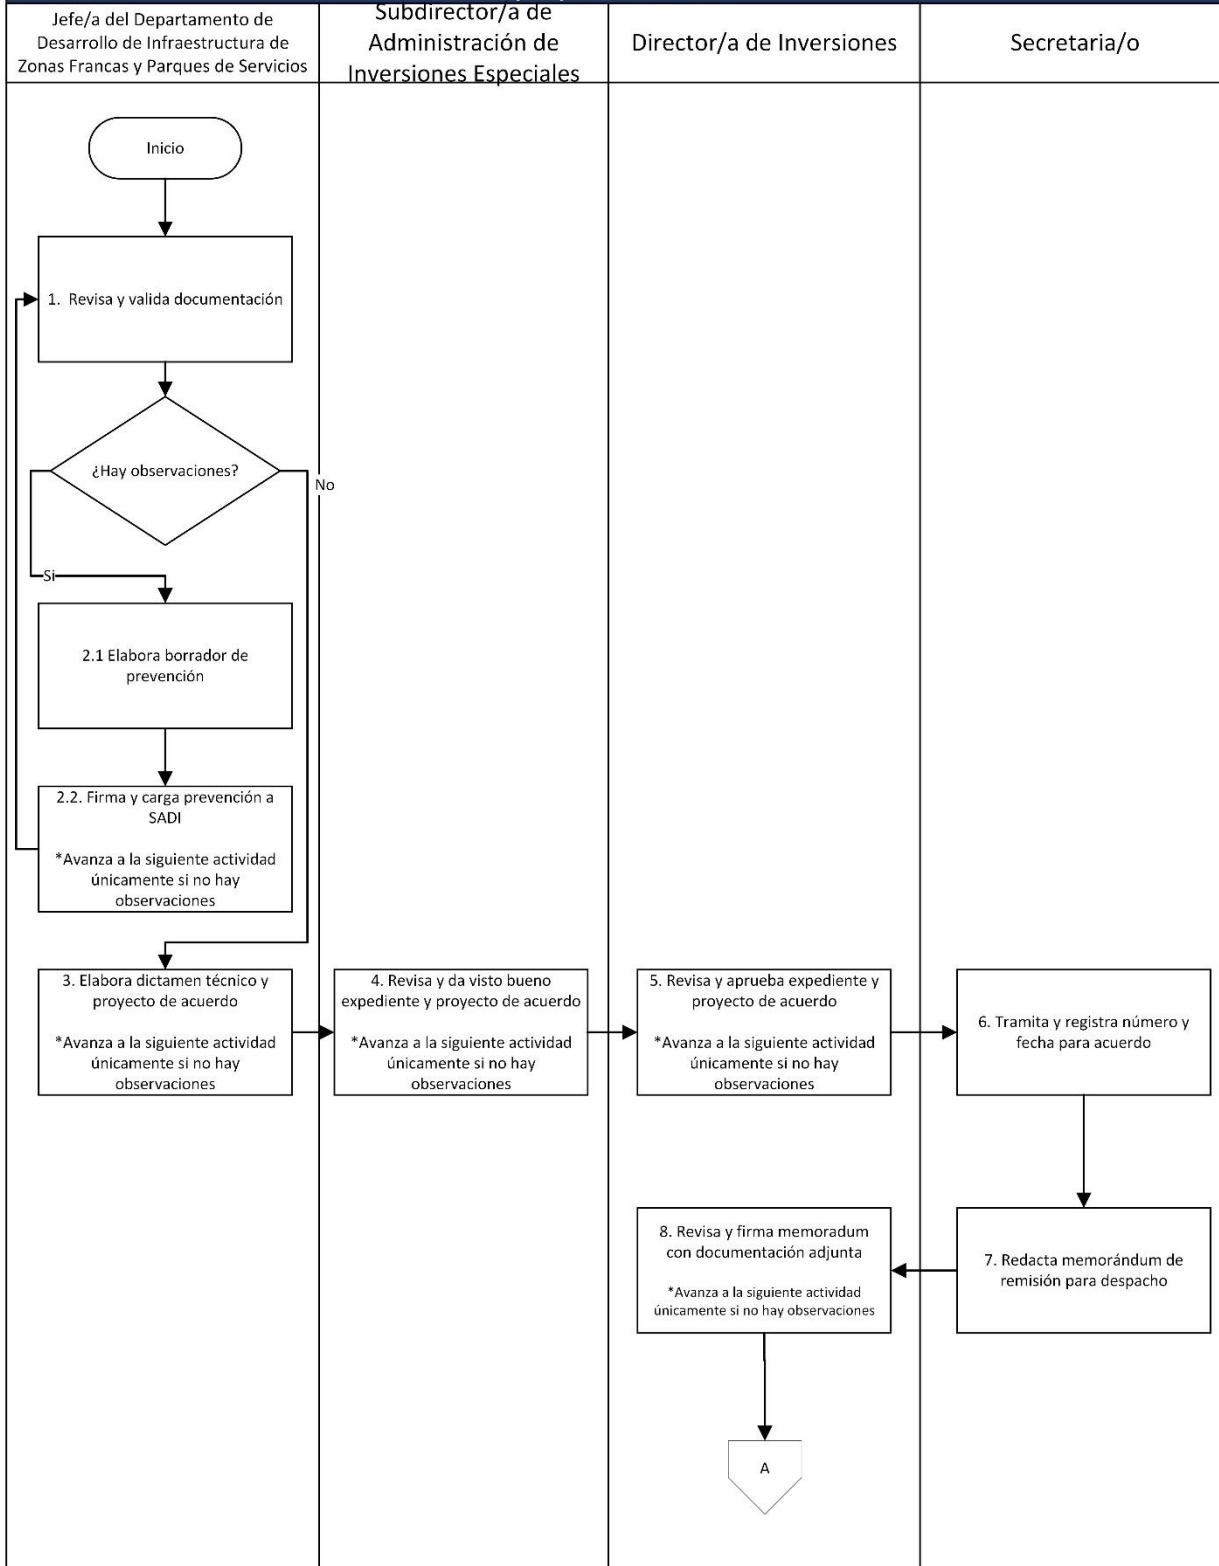 Jefe/a del Departamento de
Desarrollo de Infraestructura de
Zonas Francas y Parques de Servicios
Subdirector/a de
Administración de
Inversiones Especiales
Director/a de Inversiones
Secretaria/o
Inicio
1. Revisa y valida documentación
¿Hay observaciones?
No
Si
2.1 Elabora borrador de
prevención
2.2. Firma y carga prevención a
SADI
*Avanza a la siguiente actividad
únicamente si no hay
observaciones
3. Elabora dictamen técnico y
proyecto de acuerdo
*Avanza a la siguiente actividad
únicamente si no hay
observaciones
4. Revisa y da visto bueno
expediente y proyecto de acuerdo
*Avanza a la siguiente actividad
únicamente si no hay
observaciones
5. Revisa y aprueba expediente y
proyecto de acuerdo
*Avanza a la siguiente actividad
únicamente si no hay
observaciones
6. Tramita y registra número y
fecha para acuerdo
7. Redacta memorándum de
remisión para despacho
8. Revisa y firma memoradum
con documentación adjunta
*Avanza a la siguiente actividad
únicamente si no hay observaciones
A